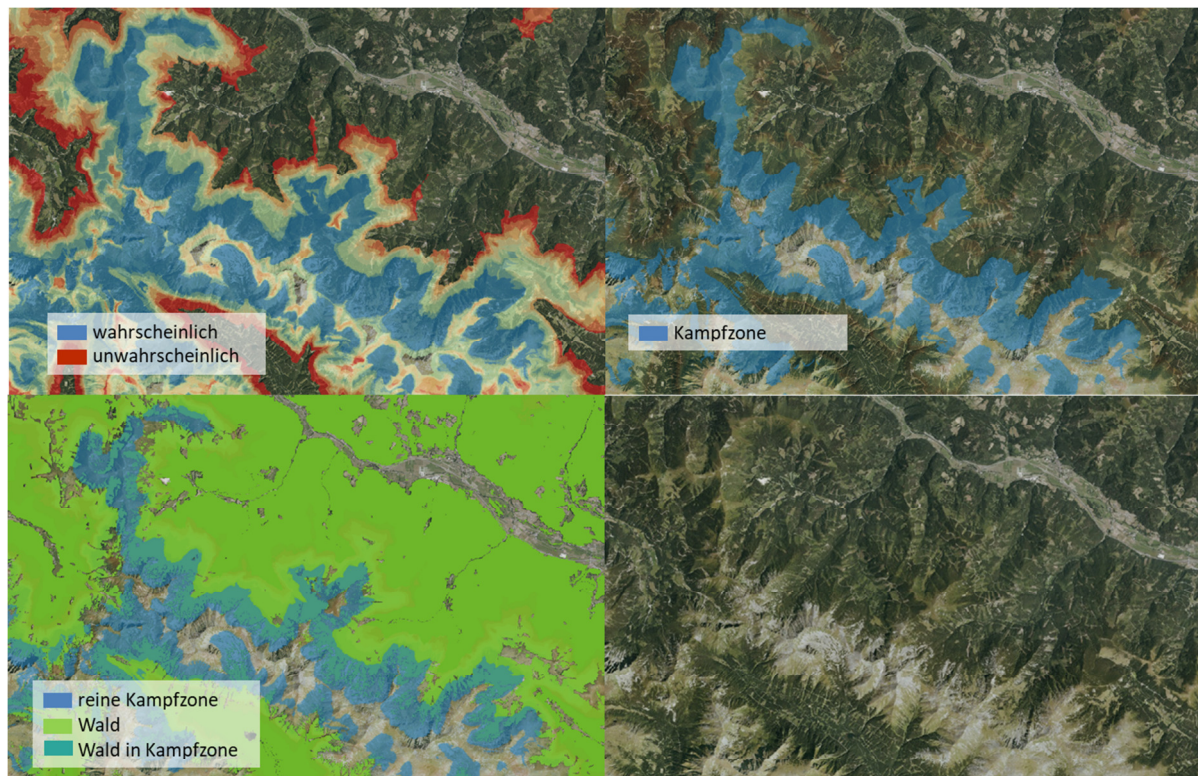 wahrscheinlich
unwahrscheinlich
Kampfzone
reine Kampfzone
Wald
Wald in Kampfzone